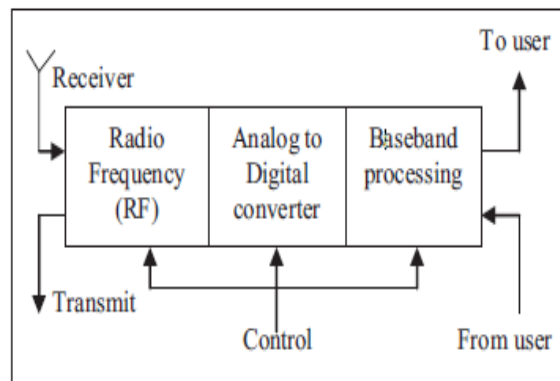 To user
Receiver
Radio
Frequency
(RF)
Analog to
Digital
converter
Baseband
processing
Transmit
Control
From user